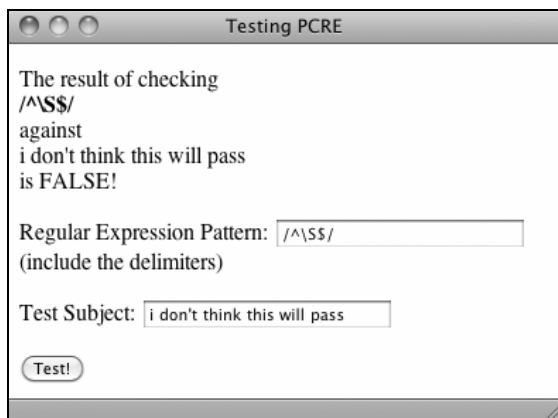 Testing PCRE
The result of checking
/^\S$/
against
i don't think this will pass
is FALSE!
Regular Expression Pattern: /^\S$/
(include the delimiters)
Test Subject: i don't think this will pass
Test!